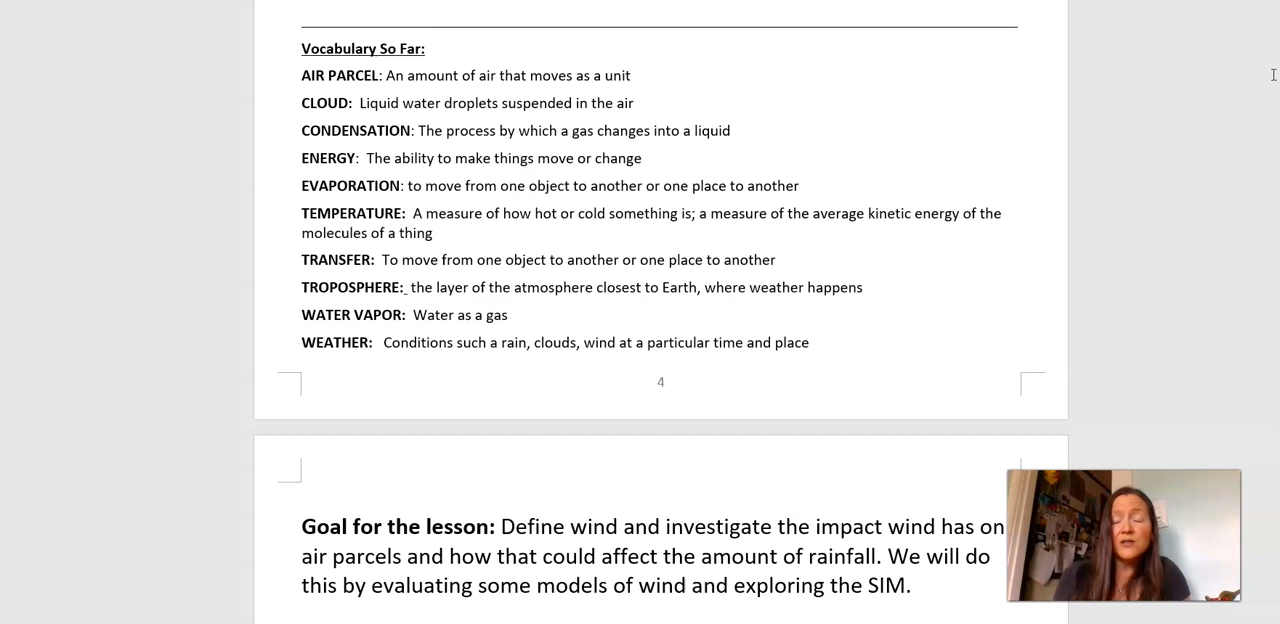 Vocabulary So Far:
AIR PARCEL: An amount of air that moves as a unit
CLOUD: Liquid water droplets suspended in the air
CONDENSATION: The process by which a gas changes into a liquid
ENERGY: The ability to make things move or change
EVAPORATION: to move from one object to another or one place to another
TEMPERATURE: A measure of how hot or cold something is; a measure of the average kinetic energy of the
molecules of a thing
TRANSFER: To move from one object to another or one place to another
TROPOSPHERE: the layer of the atmosphere closest to Earth, where weather happens
WATER VAPOR: Water as a gas
WEATHER: Conditions such a rain, clouds, wind at a particular time and place
4
Goal for the lesson: Define wind and investigate the impact wind has on
air parcels and how that could affect the amount of rainfall. We will do
this by evaluating some models of wind and exploring the SIM.